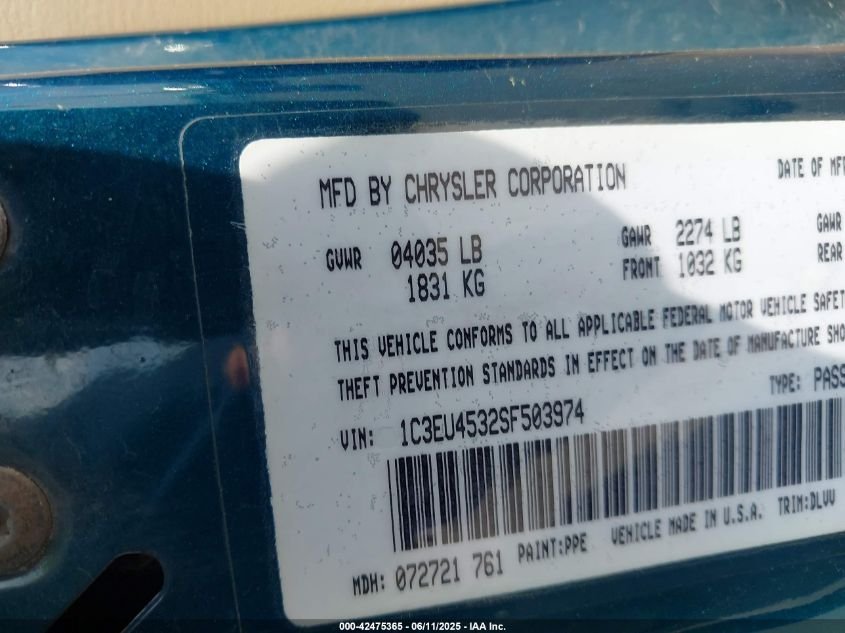 MFD BY CHRYSLER CORPORATION DATE OF MFR
GVWR 04035 LB GAWR 2274 LB GAWR
1831 KG FRONT 1032 KG REAR
THIS VEHICLE CONFORMS TO ALL APPLICABLE FEDERAL MOTOR VEHICLE SAFET
THEFT PREVENTION STANDARDS IN EFFECT ON THE DATE OF MANUFACTURE SHO
VIN: 1C3EU4532SF503974 TYPE: PASS
MDH: 072721 761 PAINT:PPE VEHICLE MADE IN U.S.A. TRIM:DLVV
000-42475365 - 06/11/2025 - IAA Inc.